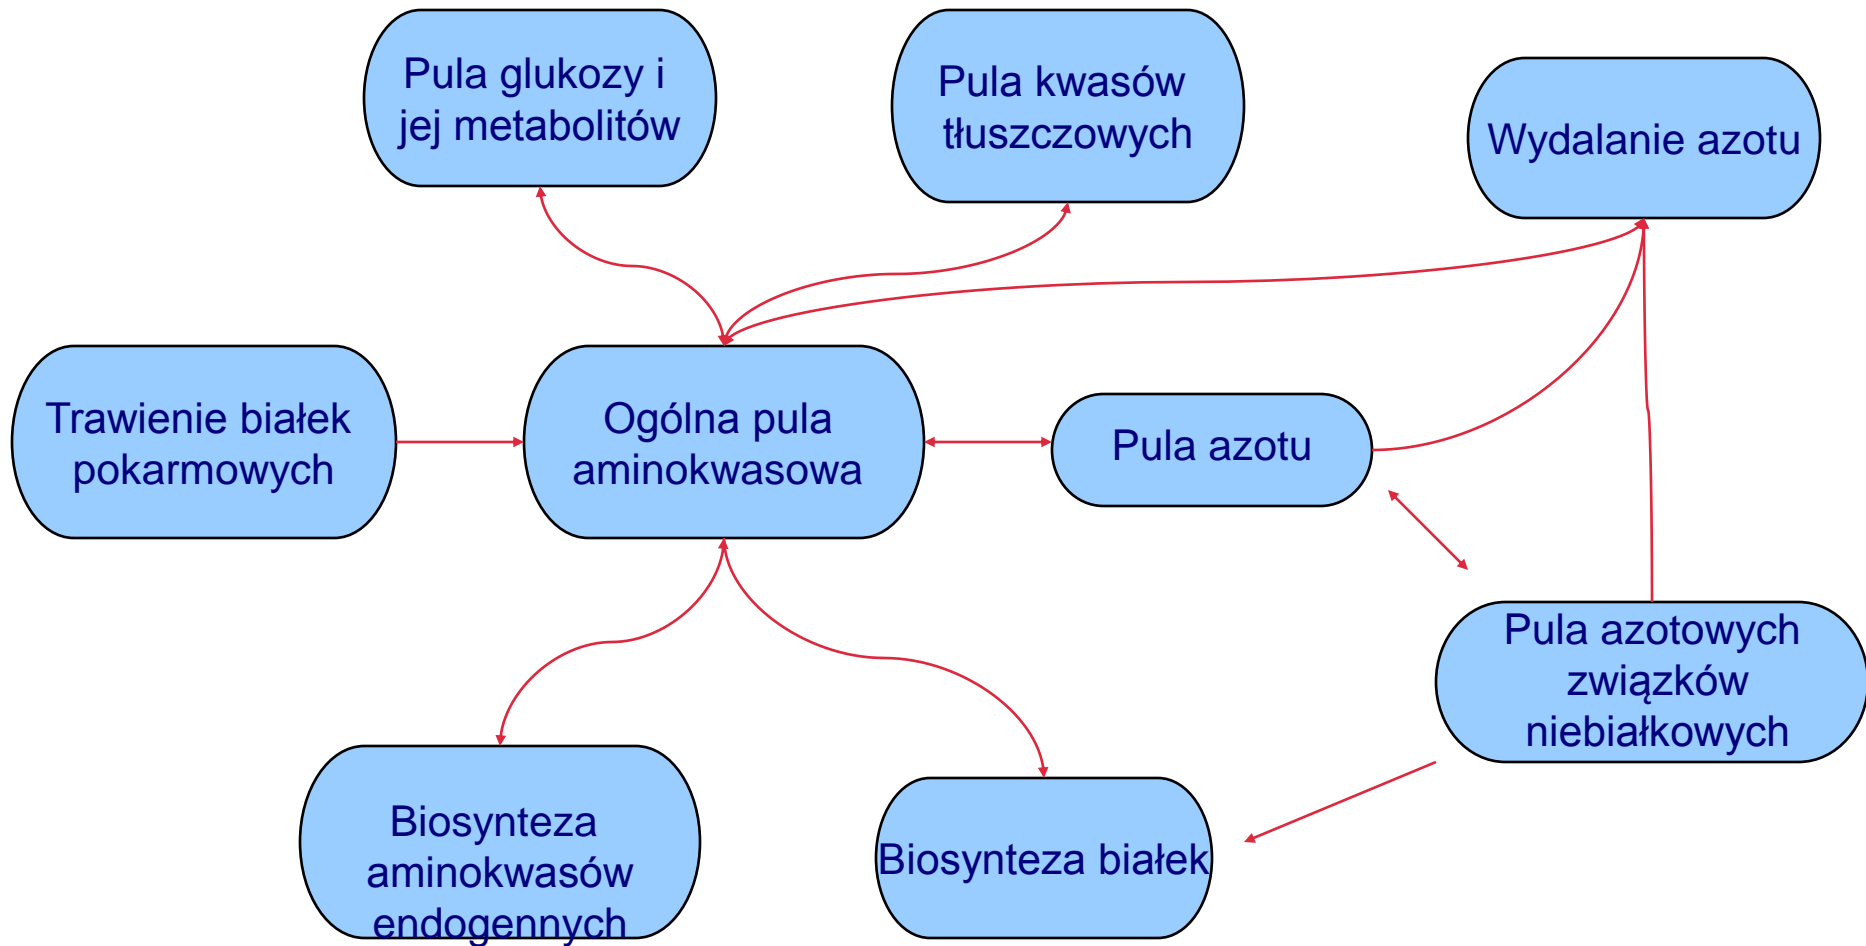 Pula glukozy i
jej metabolitów
Pula kwasów
tłuszczowych
Wydalanie azotu
Trawienie białek
pokarmowych
Ogólna pula
aminokwasowa
Pula azotu
Pula azotowych
związków
niebiałkowych
Biosynteza
aminokwasów
endogennych
Biosynteza białek